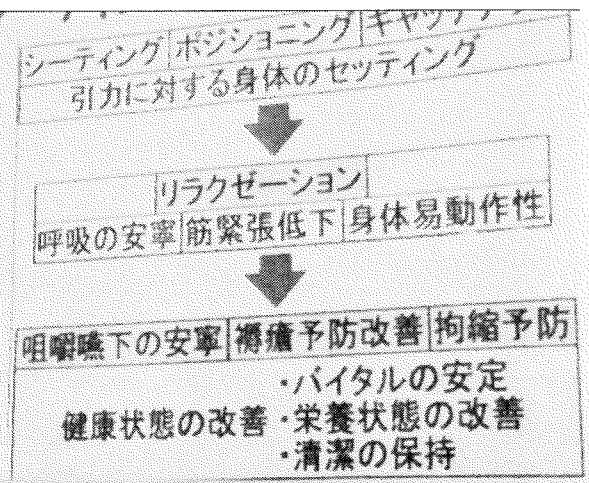 シーティング ポジショニング
引力に対する身体のセッティング
リラクゼーション
呼吸の安寧 筋緊張低下 身体易動作性
咀嚼嚥下の安寧 褥瘡予防改善 拘縮予防
・バイタルの安定
健康状態の改善 ・栄養状態の改善
・清潔の保持